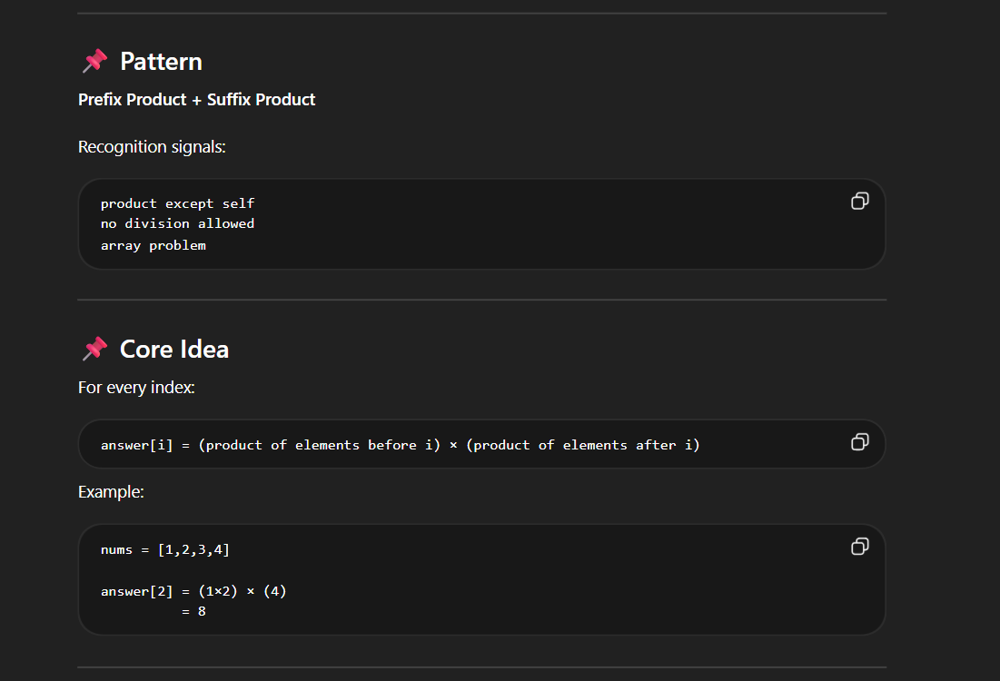 📌 Pattern
Prefix Product + Suffix Product
Recognition signals:
product except self
no division allowed
array problem
📌 Core Idea
For every index:
answer[i] = (product of elements before i) × (product of elements after i)
Example:
nums = [1,2,3,4]
answer[2] = (1×2) × (4)
          = 8